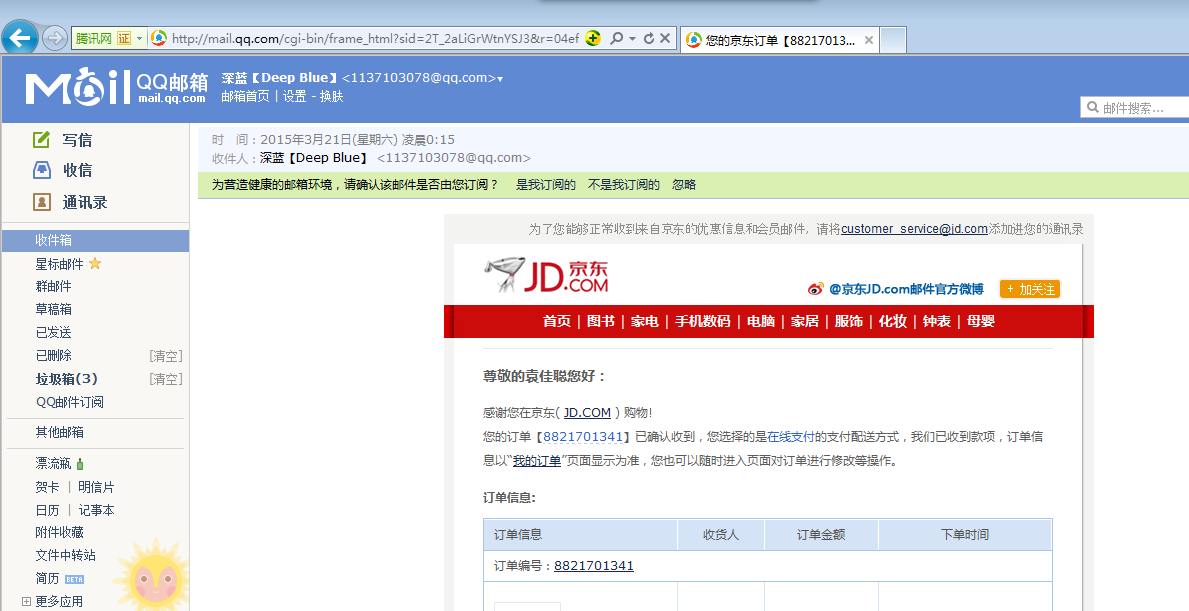 腾讯网 证 http://mail.qq.com/cgi-bin/frame_html?sid=2T_2aLiGrWtnYSJ3&r=04ef 您的京东订单【88217013...
Mail QQ邮箱 mail.qq.com
深蓝【Deep Blue】<1137103078@qq.com>
邮箱首页 | 设置 - 换肤
邮件搜索...
写信
收信
通讯录
收件箱
星标邮件
群邮件
草稿箱
已发送
已删除 [清空]
垃圾箱(3) [清空]
QQ邮件订阅
其他邮箱
漂流瓶
贺卡 | 明信片
日历 | 记事本
附件收藏
文件中转站
简历 BETA
更多应用
时 间：2015年3月21日(星期六) 凌晨0:15
收件人：深蓝【Deep Blue】 <1137103078@qq.com>
为营造健康的邮箱环境，请确认该邮件是否由您订阅？ 是我订阅的 不是我订阅的 忽略
为了您能够正常收到来自京东的优惠信息和会员邮件，请将customer_service@jd.com添加进您的通讯录
JD京东.COM
@京东JD.com邮件官方微博 + 加关注
首页 | 图书 | 家电 | 手机数码 | 电脑 | 家居 | 服饰 | 化妆 | 钟表 | 母婴
尊敬的袁佳聪您好：
感谢您在京东( JD.COM ) 购物!
您的订单【8821701341】已确认收到，您选择的是在线支付的支付配送方式，我们已收到款项，订单信
息以“我的订单”页面显示为准，您也可以随时进入页面对订单进行修改等操作。
订单信息:
订单信息 收货人 订单金额 下单时间
订单编号：8821701341